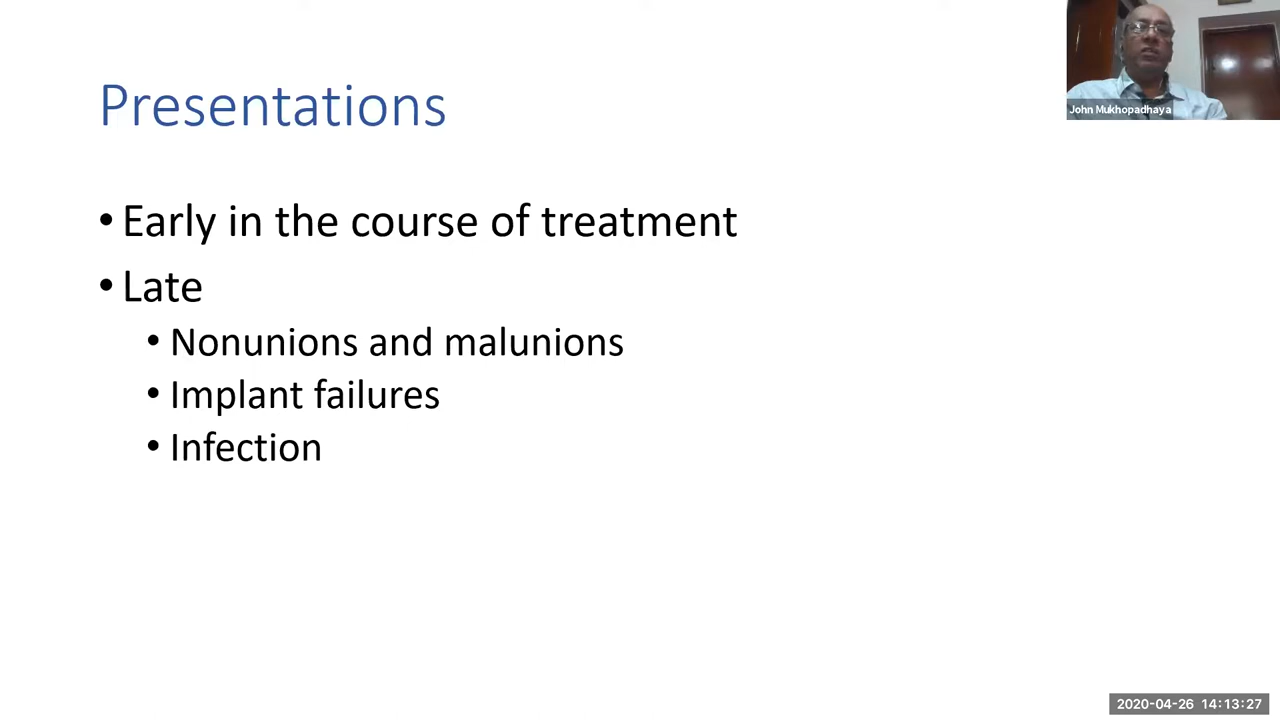 Presentations
John Mukhopadhaya
• Early in the course of treatment
• Late
• Nonunions and malunions
• Implant failures
• Infection
2020-04-26 14:13:27